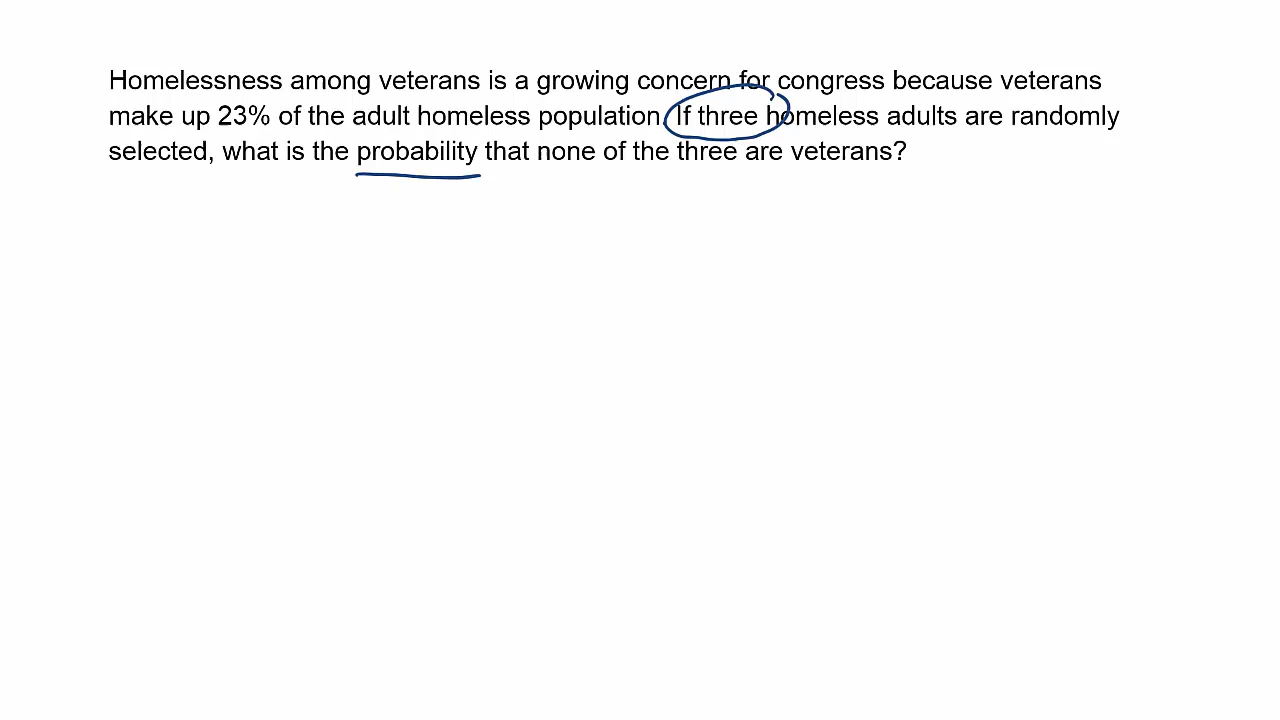 Homelessness among veterans is a growing concern for congress because veterans
make up 23% of the adult homeless population. If three homeless adults are randomly
selected, what is the probability that none of the three are veterans?